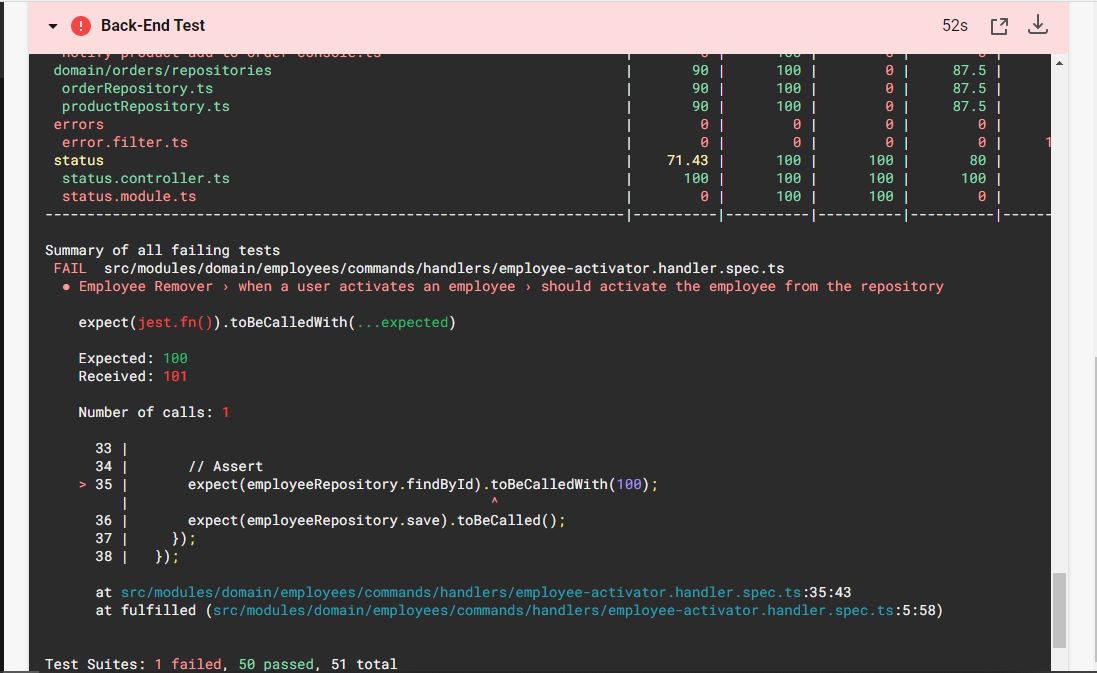 Back-End Test 52s
notify-product-add-to-order-console.ts | 0 | 100 | 0 | 0 |
domain/orders/repositories | 90 | 100 | 0 | 87.5 |
orderRepository.ts | 90 | 100 | 0 | 87.5 |
productRepository.ts | 90 | 100 | 0 | 87.5 |
errors | 0 | 0 | 0 | 0 |
error.filter.ts | 0 | 0 | 0 | 0 | 1
status | 71.43 | 100 | 100 | 80 |
status.controller.ts | 100 | 100 | 100 | 100 |
status.module.ts | 0 | 100 | 100 | 0 |
---------------------------------------------------------------------|----------|----------|----------|----------|------
Summary of all failing tests
FAIL src/modules/domain/employees/commands/handlers/employee-activator.handler.spec.ts
● Employee Remover › when a user activates an employee › should activate the employee from the repository
expect(jest.fn()).toBeCalledWith(...expected)
Expected: 100
Received: 101
Number of calls: 1
33 |
34 | // Assert
> 35 | expect(employeeRepository.findById).toBeCalledWith(100);
| ^
36 | expect(employeeRepository.save).toBeCalled();
37 | });
38 | });
at src/modules/domain/employees/commands/handlers/employee-activator.handler.spec.ts:35:43
at fulfilled (src/modules/domain/employees/commands/handlers/employee-activator.handler.spec.ts:5:58)
Test Suites: 1 failed, 50 passed, 51 total